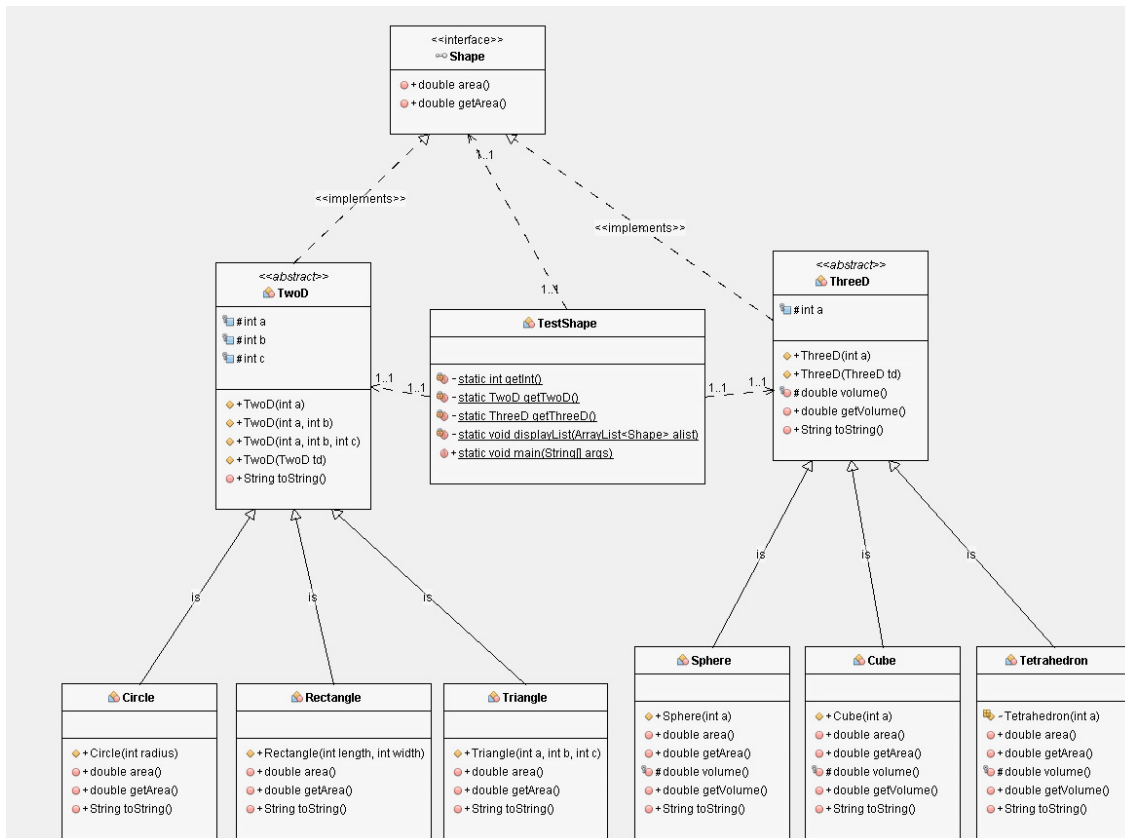 <<interface>>
Shape
+ double area()
+ double getArea()
1..1
<<implements>>
<<implements>>
1..1
<<abstract>>
TwoD
# int a
# int b
# int c
+ TwoD(int a)
+ TwoD(int a, int b)
+ TwoD(int a, int b, int c)
+ TwoD(TwoD td)
+ String toString()
1..1
1..1
TestShape
- static int getInt()
- static TwoD getTwoD()
- static ThreeD getThreeD()
- static void displayList(ArrayList<Shape> alist)
+ static void main(String[] args)
1..1
1..1
<<abstract>>
ThreeD
# int a
+ ThreeD(int a)
+ ThreeD(ThreeD td)
# double volume()
+ double getVolume()
+ String toString()
is
is
is
is
is
is
Circle
+ Circle(int radius)
+ double area()
+ double getArea()
+ String toString()
Rectangle
+ Rectangle(int length, int width)
+ double area()
+ double getArea()
+ String toString()
Triangle
+ Triangle(int a, int b, int c)
+ double area()
+ double getArea()
+ String toString()
Sphere
+ Sphere(int a)
+ double area()
+ double getArea()
# double volume()
+ double getVolume()
+ String toString()
Cube
+ Cube(int a)
+ double area()
+ double getArea()
# double volume()
+ double getVolume()
+ String toString()
Tetrahedron
~ Tetrahedron(int a)
+ double area()
+ double getArea()
# double volume()
+ double getVolume()
+ String toString()